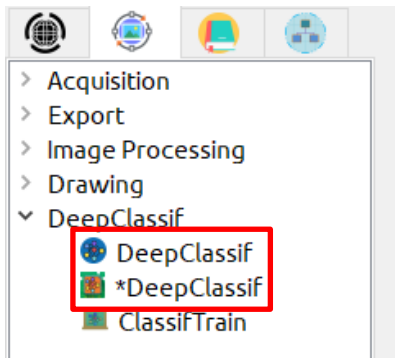 Acquisition
Export
Image Processing
Drawing
DeepClassif
DeepClassif
*DeepClassif
ClassifTrain